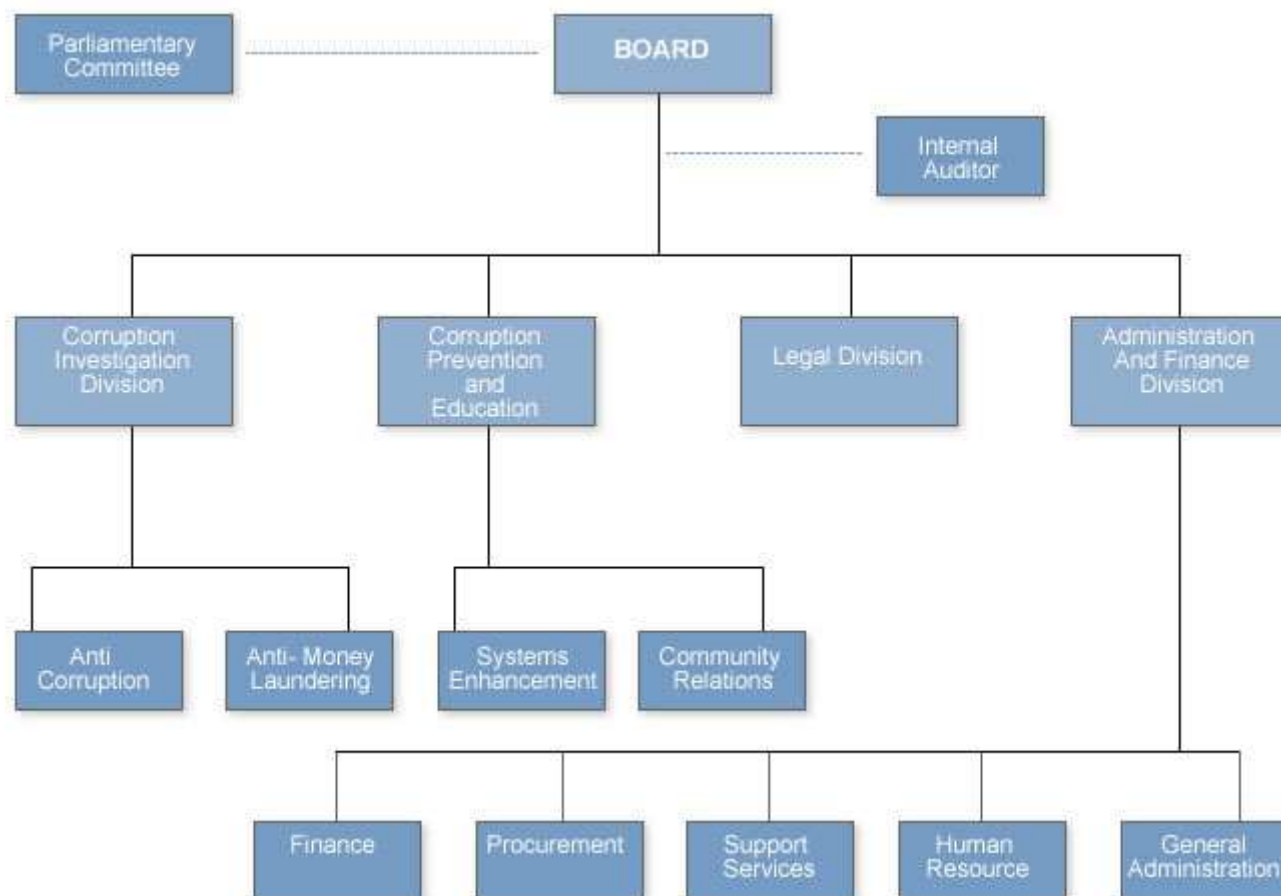 Parliamentary
Committee
BOARD
Internal
Auditor
Corruption
Investigation
Division
Corruption
Prevention
and
Education
Legal Division
Administration
And Finance
Division
Anti
Corruption
Anti- Money
Laundering
Systems
Enhancement
Community
Relations
Finance
Procurement
Support
Services
Human
Resource
General
Administration